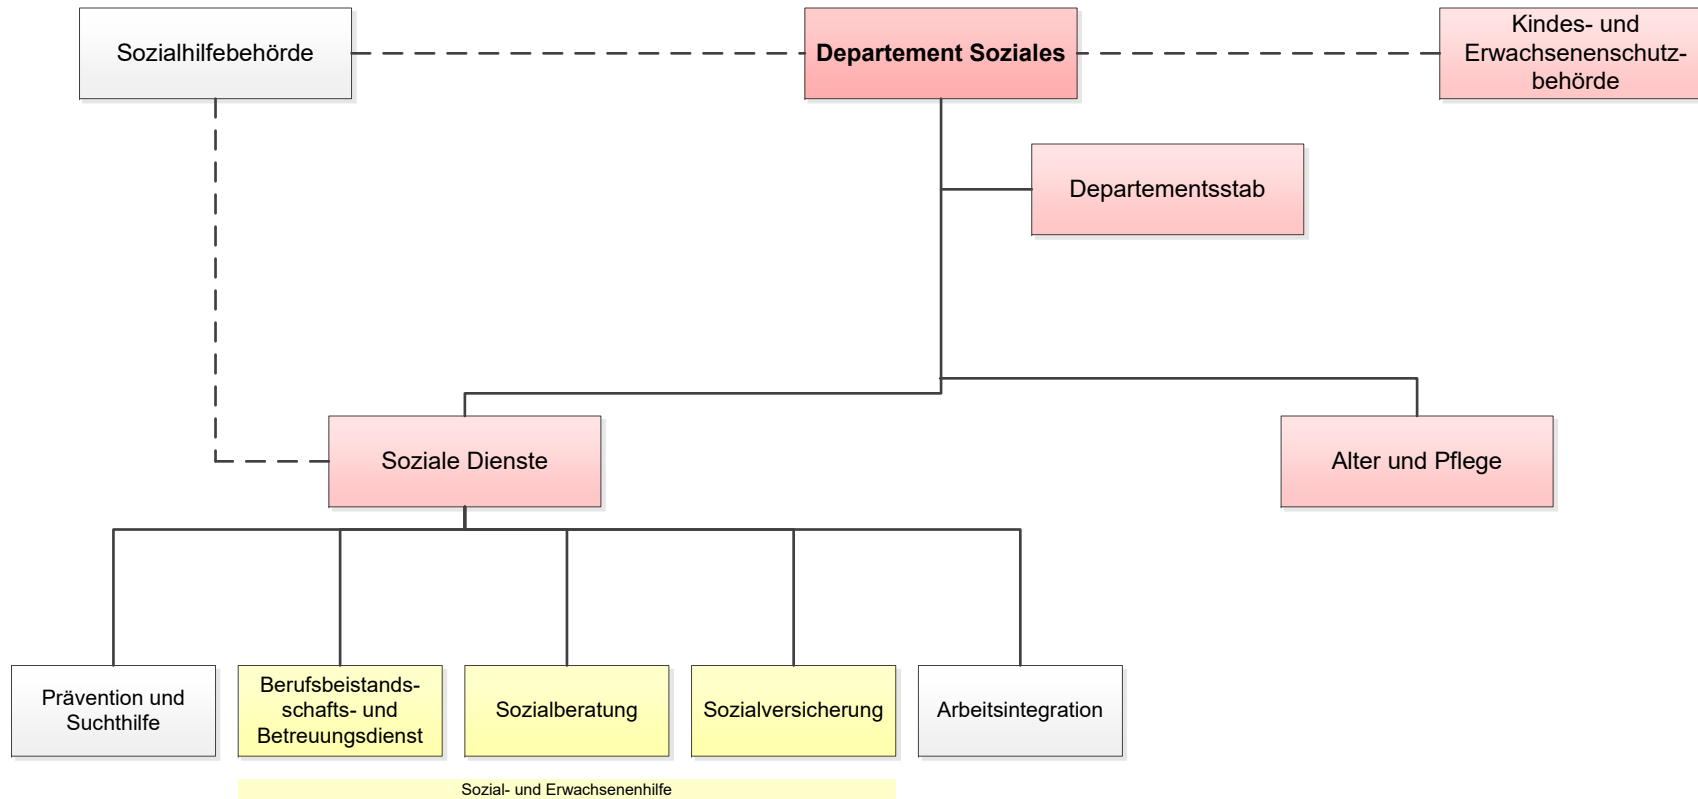 Sozialhilfebehörde
Departement Soziales
Kindes- und
Erwachsenenschutz-
behörde
Departementsstab
Soziale Dienste
Alter und Pflege
Prävention und
Suchthilfe
Berufsbeistands-
schafts- und
Betreuungsdienst
Sozialberatung
Sozialversicherung
Arbeitsintegration
Sozial- und Erwachsenenhilfe